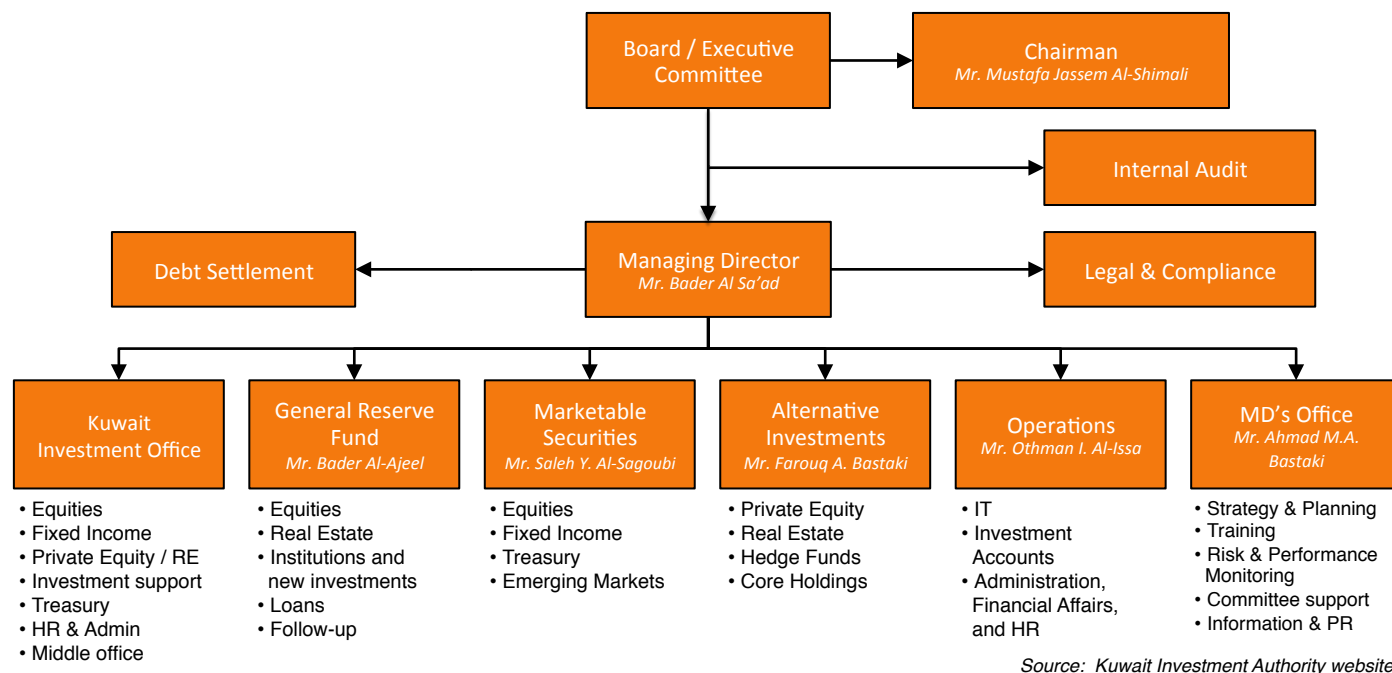 Board / Executive
Committee
Chairman
Mr. Mustafa Jassem Al-Shimali
Internal Audit
Debt Settlement
Managing Director
Mr. Bader Al Sa’ad
Legal & Compliance
Kuwait
Investment Office
General Reserve
Fund
Mr. Bader Al-Ajeel
Marketable
Securities
Mr. Saleh Y. Al-Sagoubi
Alternative
Investments
Mr. Farouq A. Bastaki
Operations
Mr. Othman I. Al-Issa
MD’s Office
Mr. Ahmad M.A.
Bastaki
• Equities
• Fixed Income
• Private Equity / RE
• Investment support
• Treasury
• HR & Admin
• Middle office
• Equities
• Real Estate
• Institutions and
new investments
• Loans
• Follow-up
• Equities
• Fixed Income
• Treasury
• Emerging Markets
• Private Equity
• Real Estate
• Hedge Funds
• Core Holdings
• IT
• Investment
Accounts
• Administration,
Financial Affairs,
and HR
• Strategy & Planning
• Training
• Risk & Performance
Monitoring
• Committee support
• Information & PR
Source: Kuwait Investment Authority website